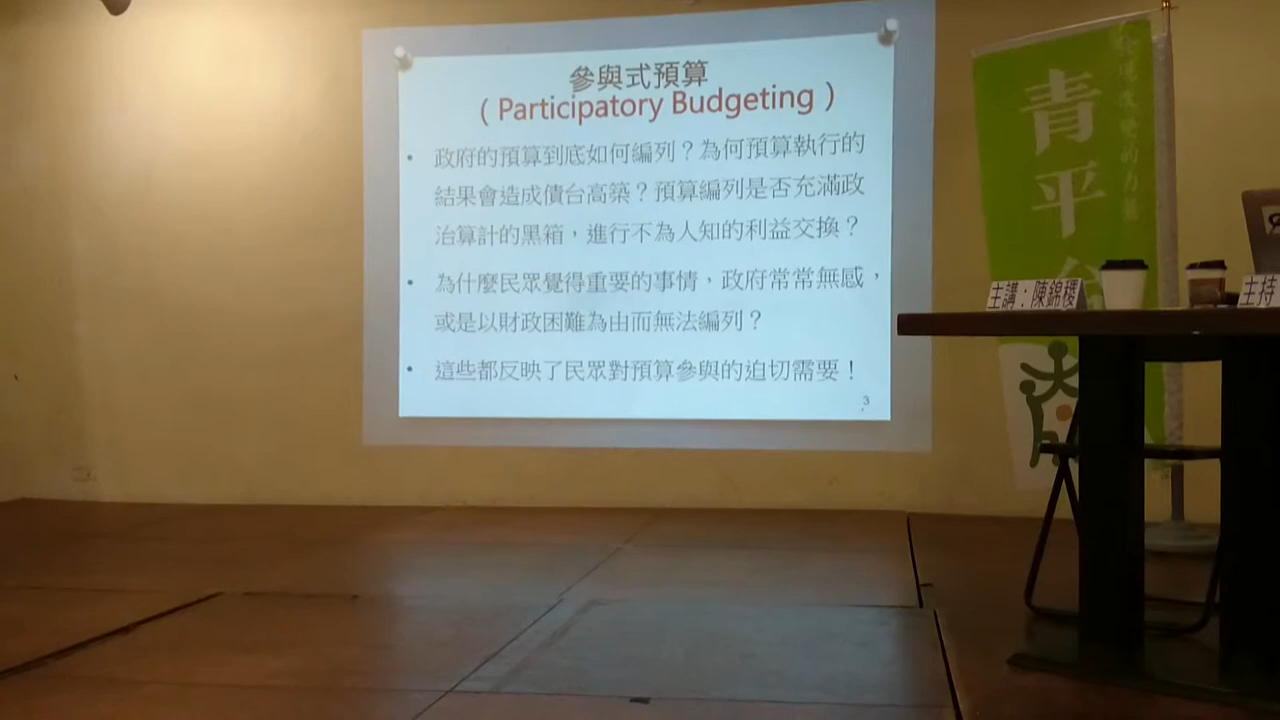 參與式預算
（Participatory Budgeting）
• 政府的預算到底如何編列？為何預算執行的
結果會造成債台高築？預算編列是否充滿政
治算計的黑箱，進行不為人知的利益交換？
• 為什麼民眾覺得重要的事情，政府常常無感，
或是以財政困難為由而無法編列？
• 這些都反映了民眾對預算參與的迫切需要！
3
青平台
主講：陳錦稷
主持